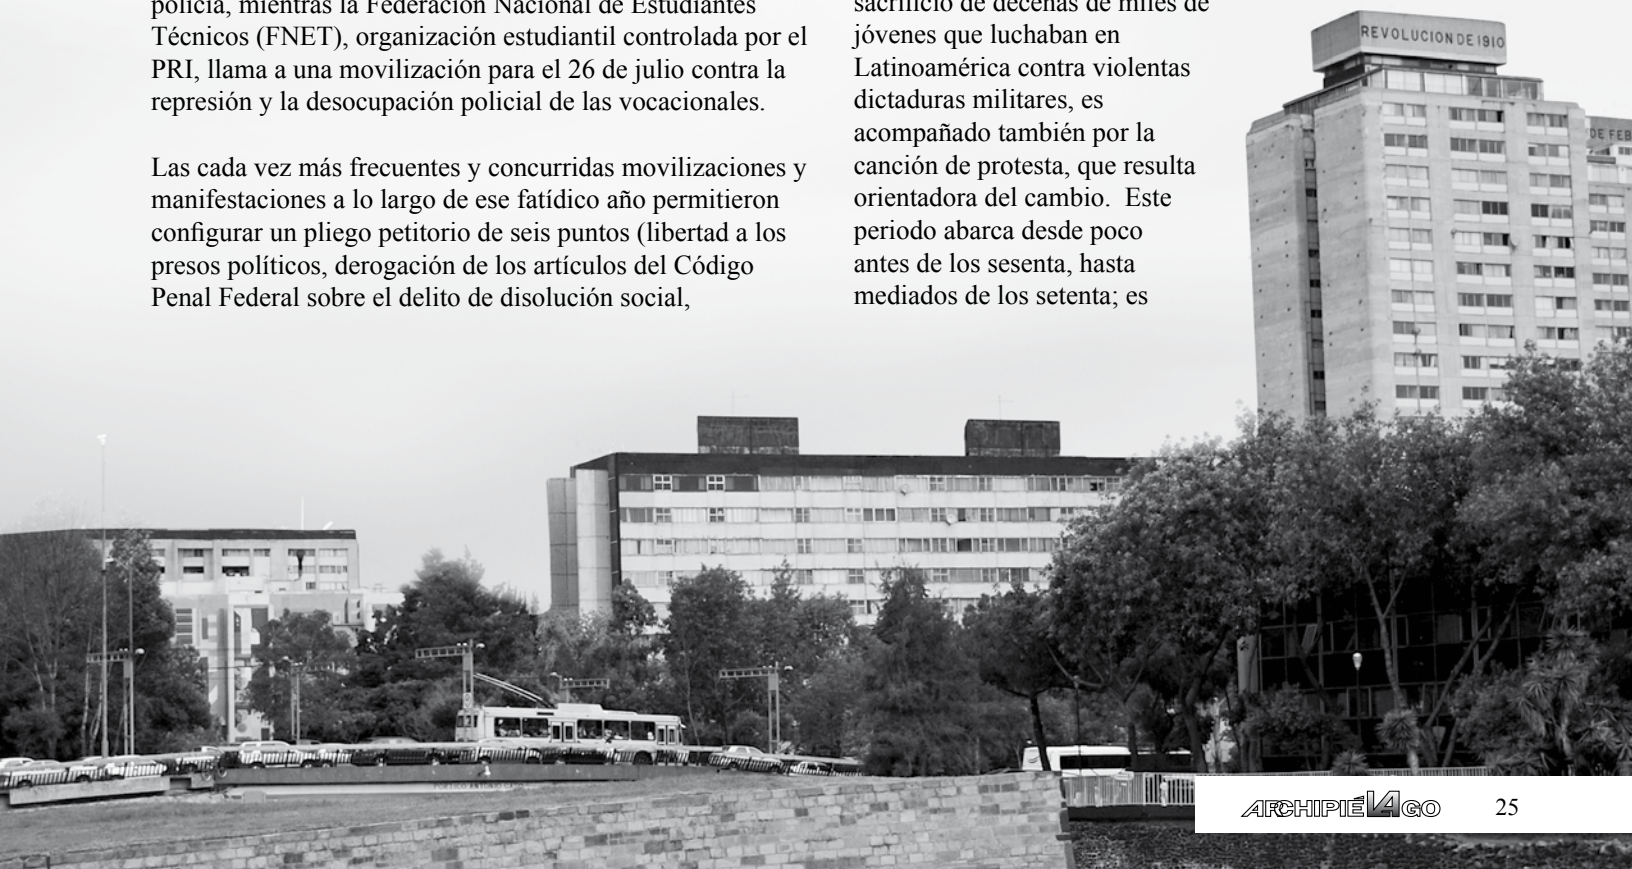 policía, mientras la Federación Nacional de Estudiantes
Técnicos (FNET), organización estudiantil controlada por el
PRI, llama a una movilización para el 26 de julio contra la
represión y la desocupación policial de las vocacionales.
Las cada vez más frecuentes y concurridas movilizaciones y
manifestaciones a lo largo de ese fatídico año permitieron
configurar un pliego petitorio de seis puntos (libertad a los
presos políticos, derogación de los artículos del Código
Penal Federal sobre el delito de disolución social,
sacrificio de decenas de miles de
jóvenes que luchaban en
Latinoamérica contra violentas
dictaduras militares, es
acompañado también por la
canción de protesta, que resulta
orientadora del cambio.  Este
periodo abarca desde poco
antes de los sesenta, hasta
mediados de los setenta; es
REVOLUCION DE 1910
DE FEB
ARCHIPIÉLAGO
25